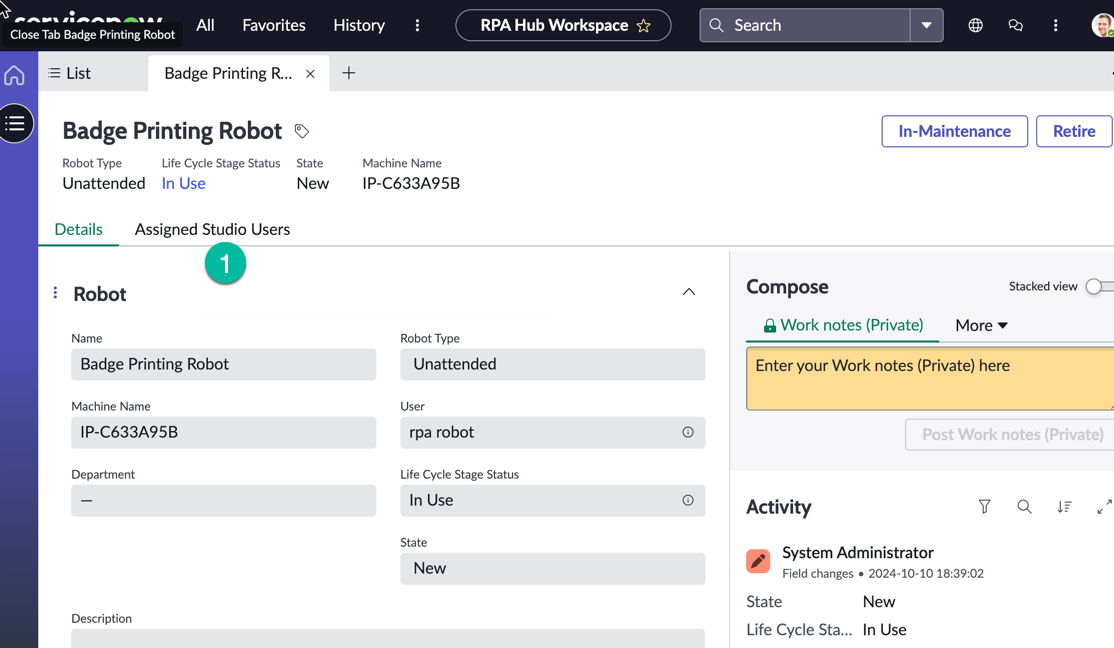 servicenow
Close Tab Badge Printing Robot
All Favorites History RPA Hub Workspace Search
List Badge Printing R...
Badge Printing Robot In-Maintenance Retire
Robot Type Life Cycle Stage Status State Machine Name
Unattended In Use New IP-C633A95B
Details Assigned Studio Users
1
Robot
Name Robot Type
Badge Printing Robot Unattended
Machine Name User
IP-C633A95B rpa robot
Department Life Cycle Stage Status
— In Use
State
New
Description
Compose Stacked view
Work notes (Private) More
Enter your Work notes (Private) here
Post Work notes (Private)
Activity
System Administrator
Field changes • 2024-10-10 18:39:02
State New
Life Cycle Sta... In Use